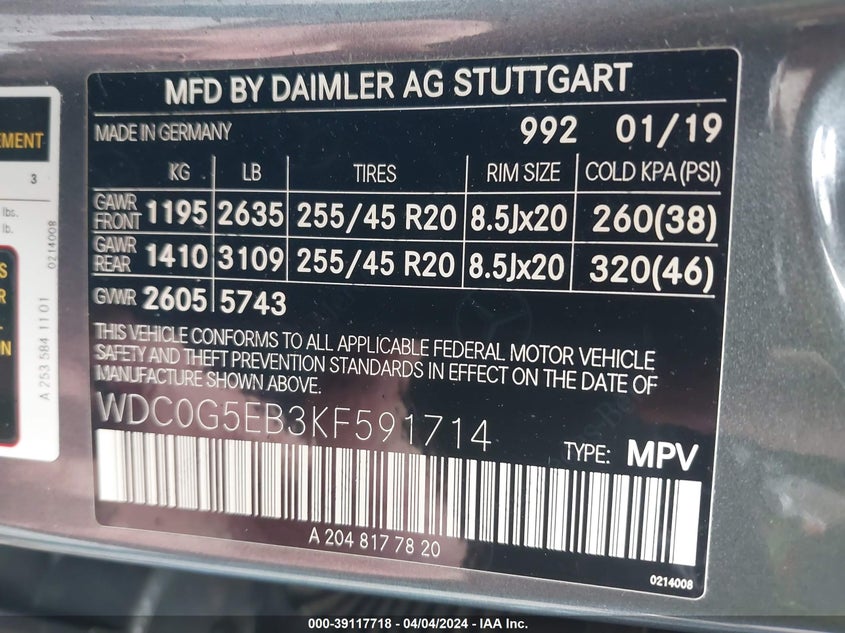 MFD BY DAIMLER AG STUTTGART
MADE IN GERMANY 992 01/19
KG LB TIRES RIM SIZE COLD KPA (PSI)
GAWR FRONT 1195 2635 255/45 R20 8.5Jx20 260(38)
GAWR REAR 1410 3109 255/45 R20 8.5Jx20 320(46)
GVWR 2605 5743
THIS VEHICLE CONFORMS TO ALL APPLICABLE FEDERAL MOTOR VEHICLE
SAFETY AND THEFT PREVENTION STANDARDS IN EFFECT ON THE DATE OF
MANUFACTURE SHOWN ABOVE.
WDC0G5EB3KF591714
TYPE: MPV
A 204 817 78 20
0214008
EMENT
3
lbs.
lb.
0214008
S
R
ON
A 253 584 11 01
000-39117718 - 04/04/2024 - IAA Inc.